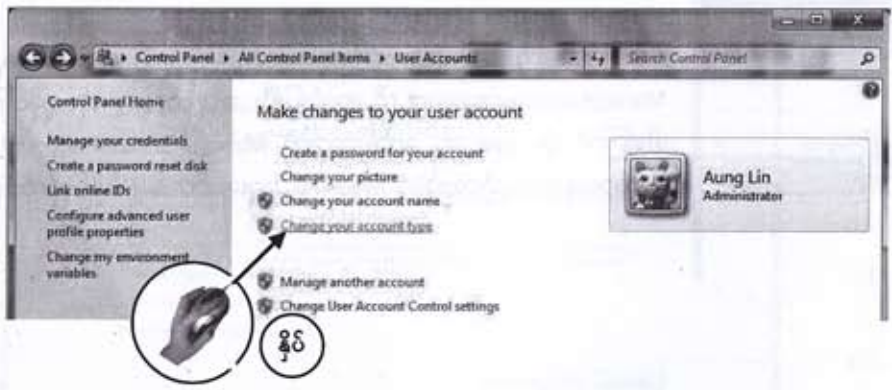 Control Panel ▸ All Control Panel Items ▸ User Accounts
Search Control Panel
Control Panel Home
Manage your credentials
Create a password reset disk
Link online IDs
Configure advanced user
profile properties
Change my environment
variables
Make changes to your user account
Create a password for your account
Change your picture
Change your account name
Change your account type
Manage another account
Change User Account Control settings
Aung Lin
Administrator
နှိပ်